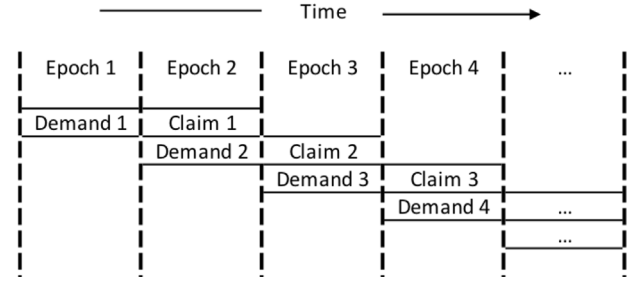 Time
Epoch 1 Epoch 2 Epoch 3 Epoch 4 ...
Demand 1 Claim 1
Demand 2 Claim 2
Demand 3 Claim 3
Demand 4 ...
...